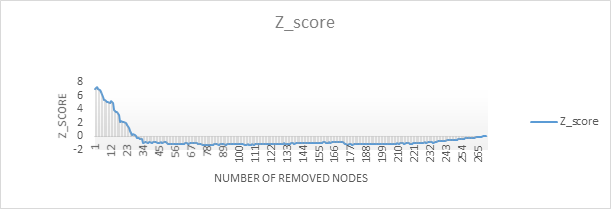 Z_score
8
6
4
2
0
-2
Z_SCORE
1 12 23 34 45 56 67 78 89 100 111 122 133 144 155 166 177 188 199 210 221 232 243 254 265
NUMBER OF REMOVED NODES
Z_score